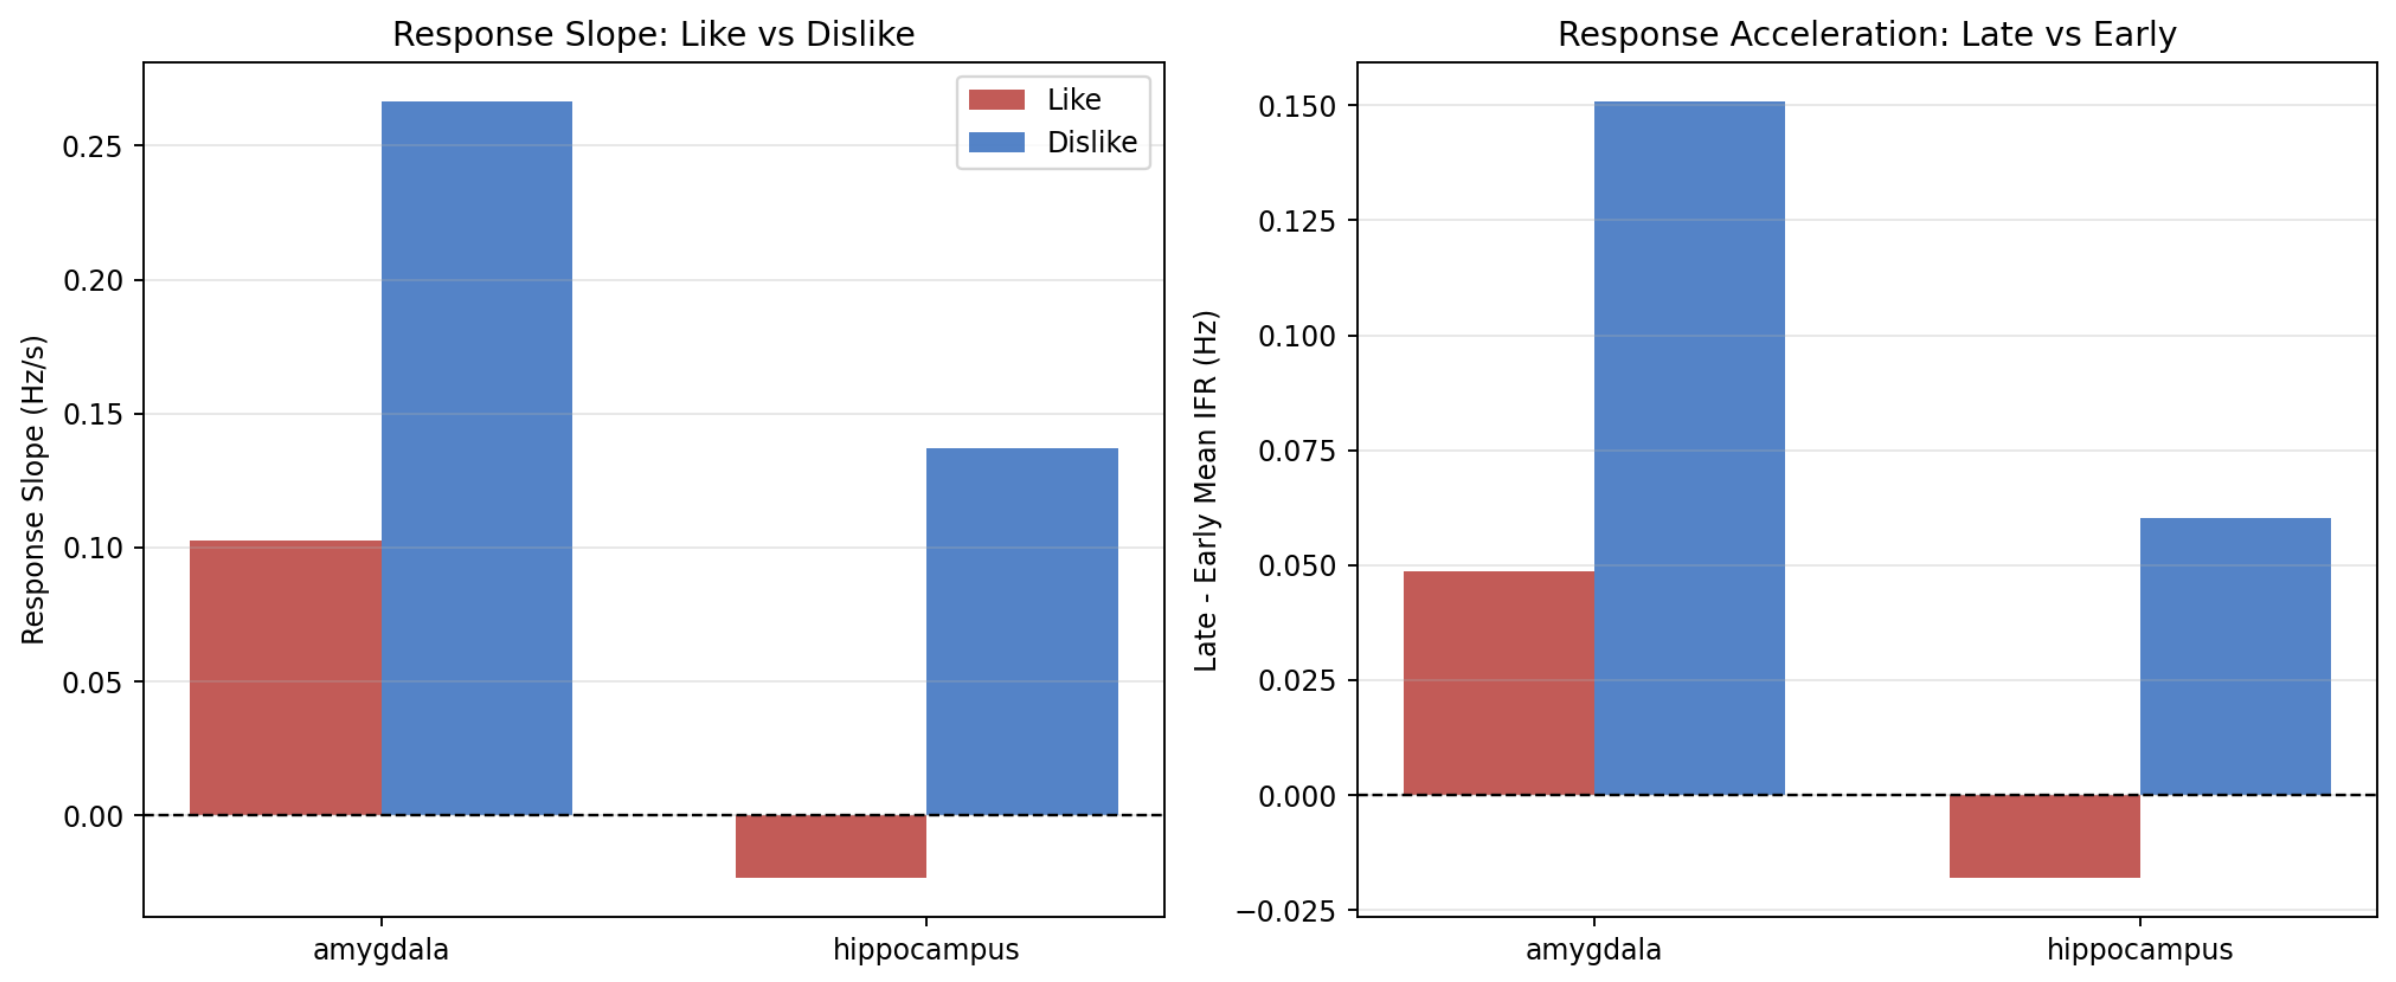 Response Slope: Like vs Dislike
Response Slope (Hz/s)
0.25
0.20
0.15
0.10
0.05
0.00
Like
Dislike
amygdala
hippocampus
Response Acceleration: Late vs Early
Late - Early Mean IFR (Hz)
0.150
0.125
0.100
0.075
0.050
0.025
0.000
−0.025
amygdala
hippocampus